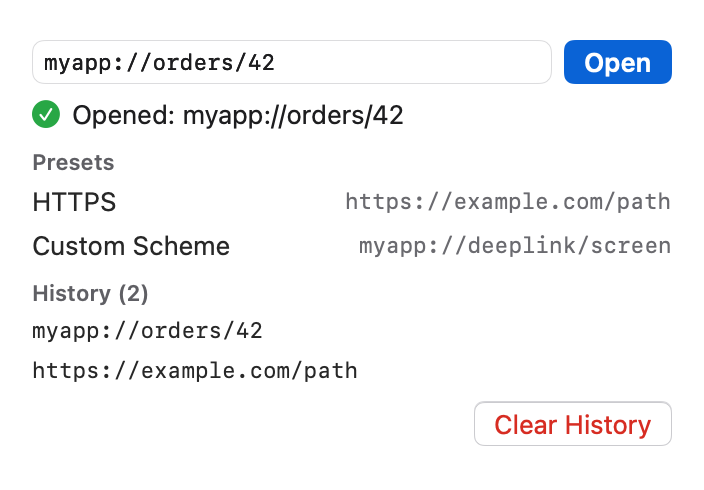 myapp://orders/42 Open
Opened: myapp://orders/42
Presets
HTTPS https://example.com/path
Custom Scheme myapp://deeplink/screen
History (2)
myapp://orders/42
https://example.com/path
Clear History